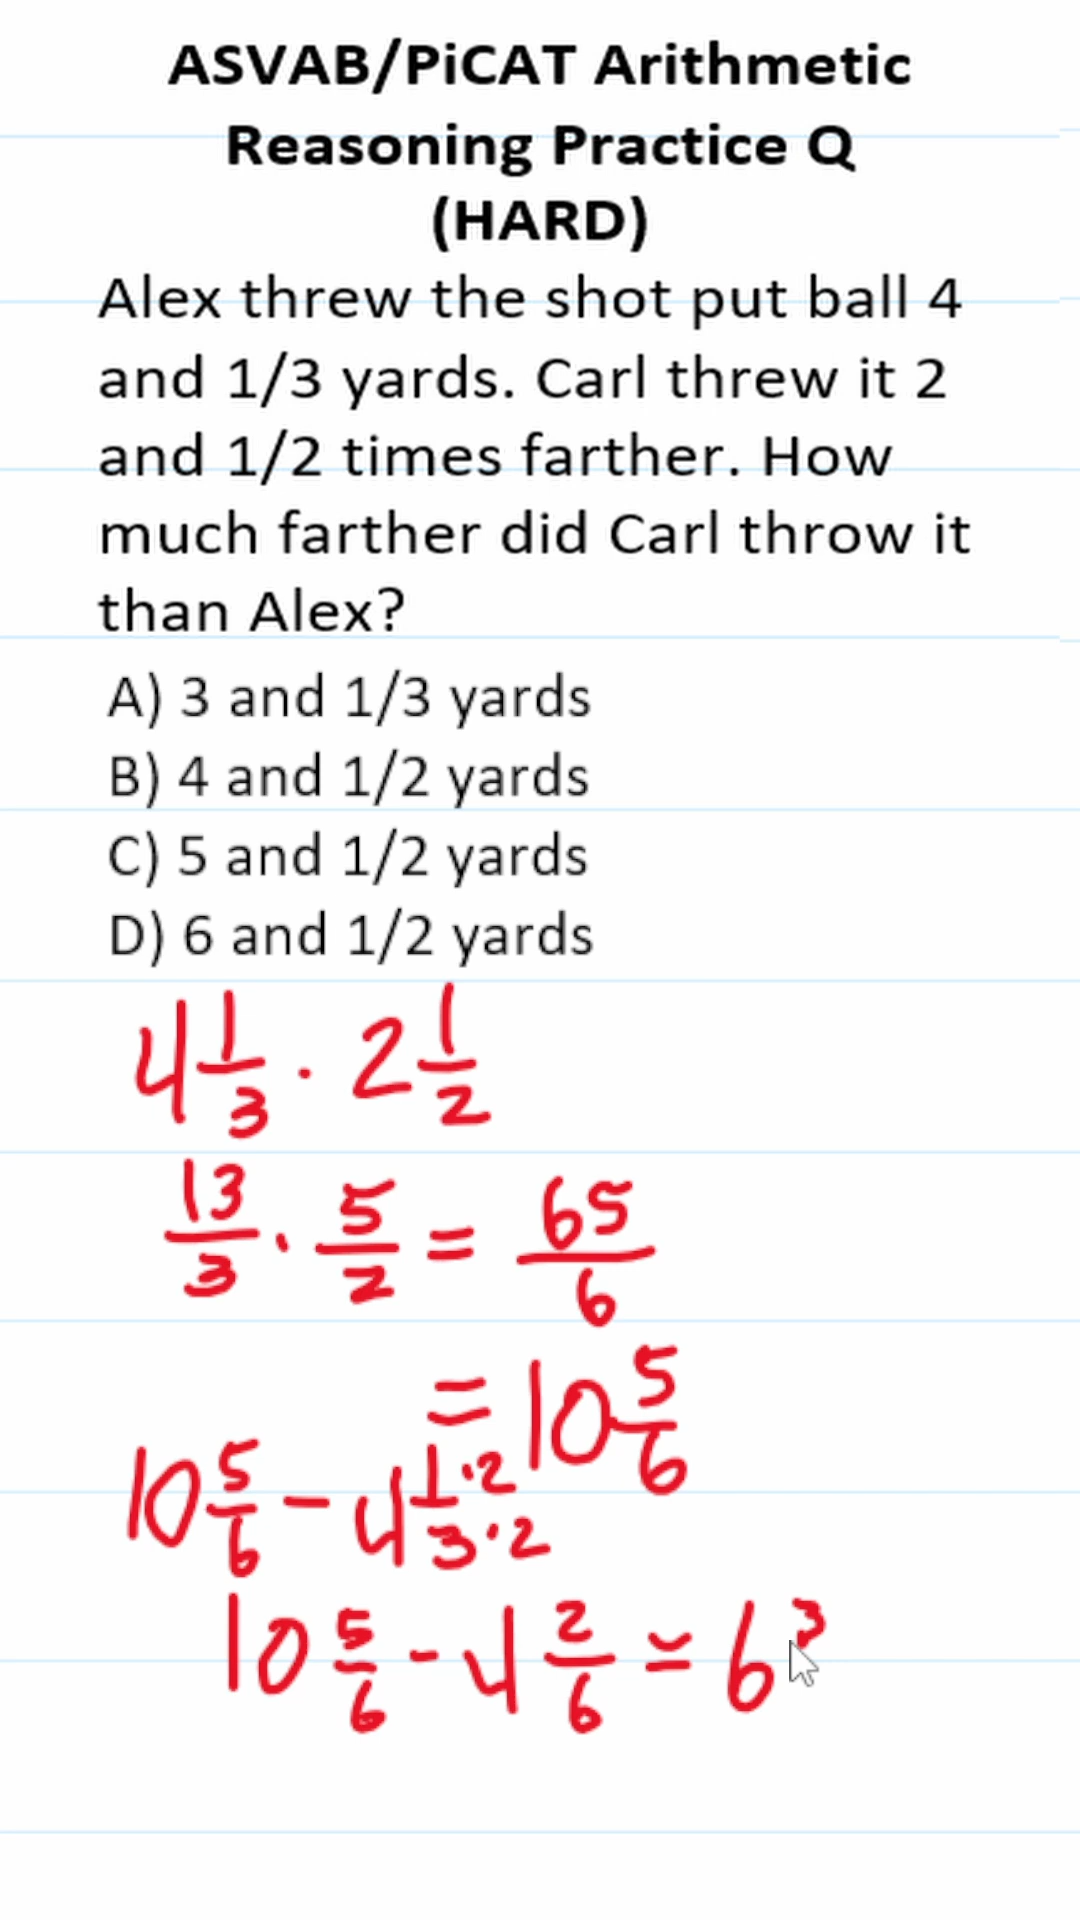 ASVAB/PiCAT Arithmetic
Reasoning Practice Q
(HARD)
Alex threw the shot put ball 4
and 1/3 yards. Carl threw it 2
and 1/2 times farther. How
much farther did Carl throw it
than Alex?
A) 3 and 1/3 yards
B) 4 and 1/2 yards
C) 5 and 1/2 yards
D) 6 and 1/2 yards
4 1/3 · 2 1/2
13/3 · 5/2 = 65/6
= 10 5/6
10 5/6 - 4 1·2/3·2
10 5/6 - 4 2/6 = 6 3